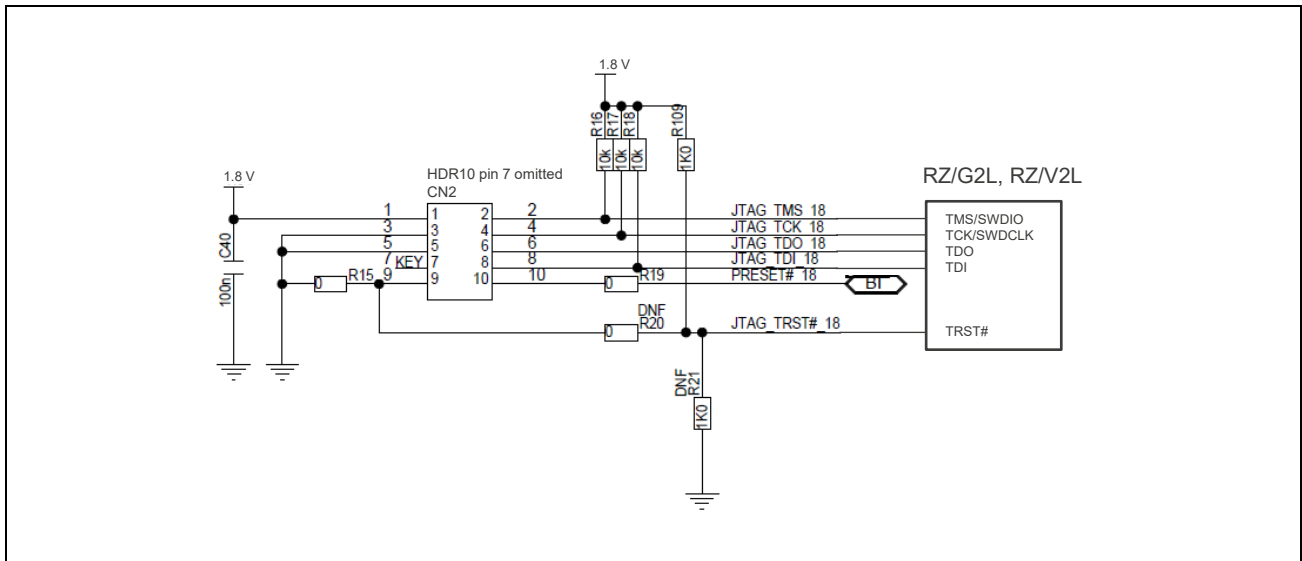 1.8 V
R16
R17
R18
R109
10k
10k
10k
1K0
1.8 V
HDR10 pin 7 omitted
CN2
RZ/G2L, RZ/V2L
1 1 2 2 JTAG_TMS_18 TMS/SWDIO
3 3 4 4 JTAG_TCK_18 TCK/SWDCLK
5 5 6 6 JTAG_TDO_18 TDO
7 KEY 7 8 8 JTAG_TDI_18 TDI
0 R15 9 9 10 10 0 R19 PRESET#_18 BI
C40
100n
DNF
0 R20 JTAG_TRST#_18 TRST#
DNF
R21
1K0